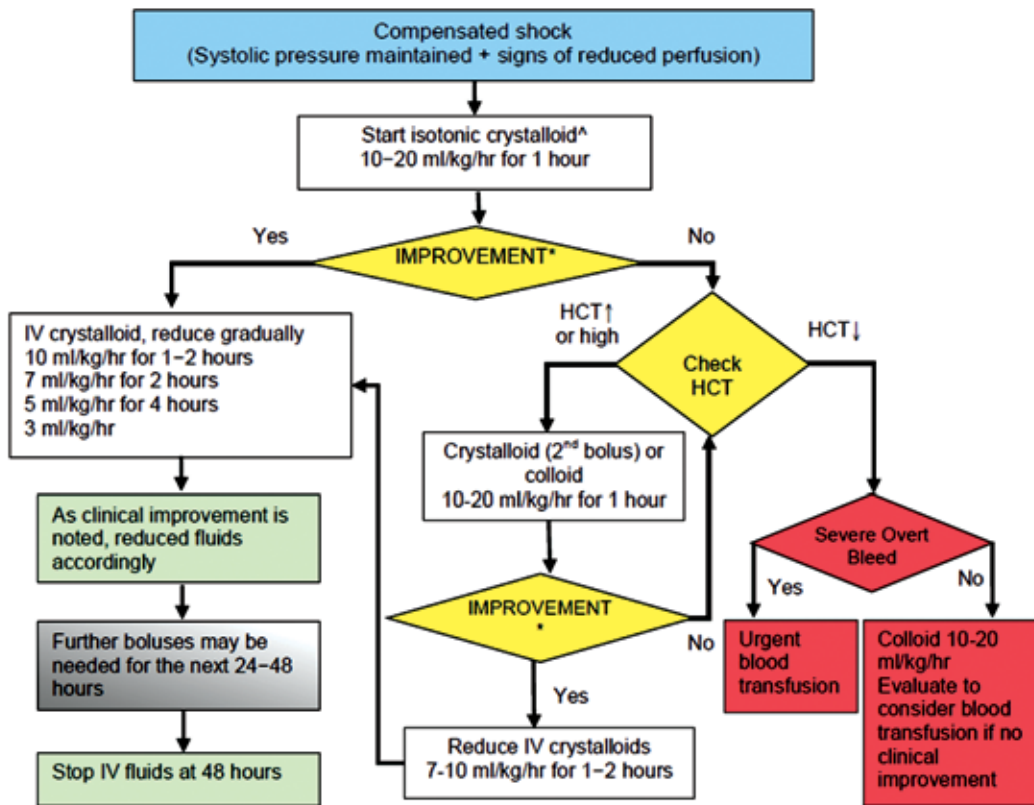 Compensated shock
(Systolic pressure maintained + signs of reduced perfusion)
Start isotonic crystalloid^
10–20 ml/kg/hr for 1 hour
Yes
IMPROVEMENT*
No
IV crystalloid, reduce gradually
10 ml/kg/hr for 1–2 hours
7 ml/kg/hr for 2 hours
5 ml/kg/hr for 4 hours
3 ml/kg/hr
HCT↑
or high
Check
HCT
HCT↓
Crystalloid (2nd bolus) or
colloid
10-20 ml/kg/hr for 1 hour
As clinical improvement is
noted, reduced fluids
accordingly
Severe Overt
Bleed
Yes
No
IMPROVEMENT
*
No
Further boluses may be
needed for the next 24–48
hours
Urgent
blood
transfusion
Colloid 10-20
ml/kg/hr
Evaluate to
consider blood
transfusion if no
clinical
improvement
Yes
Reduce IV crystalloids
7-10 ml/kg/hr for 1–2 hours
Stop IV fluids at 48 hours